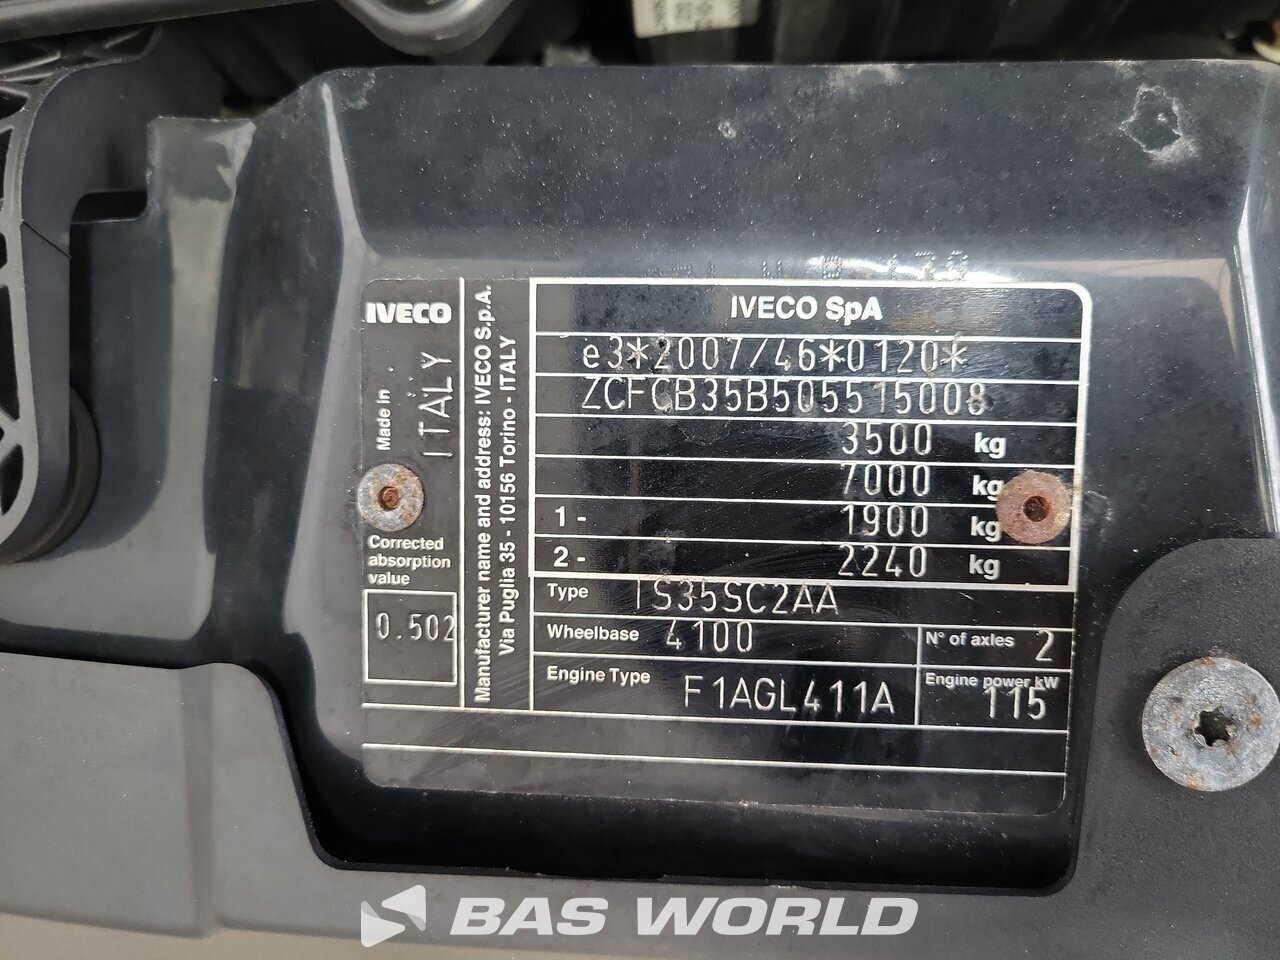 IVECO
Made in
ITALY
Corrected
absorption
value
0.502
Manufacturer name and address: IVECO S.p.A.
Via Puglia 35 - 10156 Torino - ITALY
IVECO SpA
e3*2007/46*0120*
ZCFCB35B505515008
3500 kg
7000 kg
1- 1900 kg
2- 2240 kg
Type IS35SC2AA
Wheelbase 4100
N° of axles 2
Engine Type F1AGL411A
Engine power kW 115
BAS WORLD